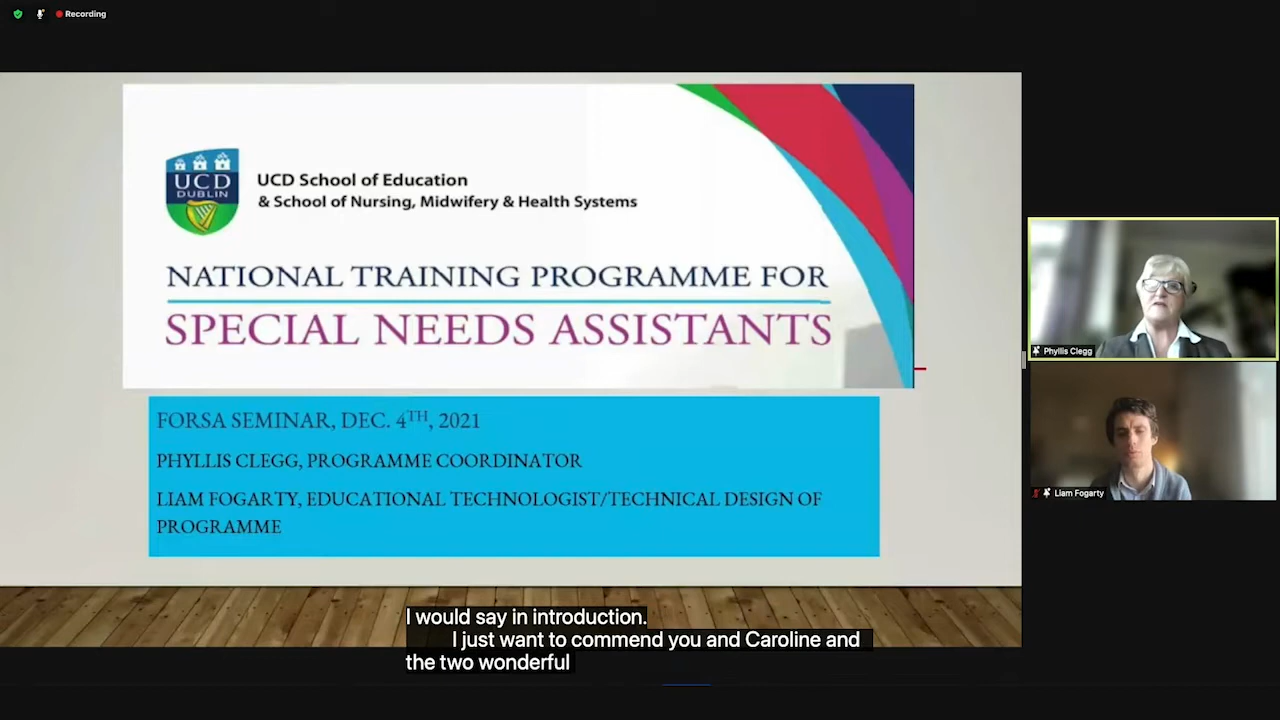 Recording
UCD
DUBLIN
UCD School of Education
& School of Nursing, Midwifery & Health Systems
NATIONAL TRAINING PROGRAMME FOR
SPECIAL NEEDS ASSISTANTS
FORSA SEMINAR, DEC. 4TH, 2021
PHYLLIS CLEGG, PROGRAMME COORDINATOR
LIAM FOGARTY, EDUCATIONAL TECHNOLOGIST/TECHNICAL DESIGN OF
PROGRAMME
Phyllis Clegg
Liam Fogarty
I would say in introduction.
I just want to commend you and Caroline and
the two wonderful